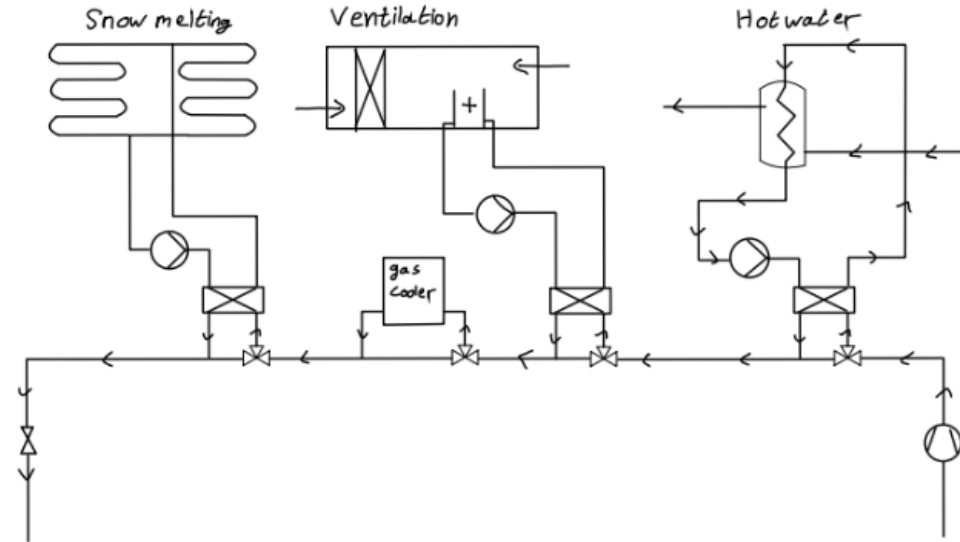 Snow melting
Ventilation
Hotwater
+
gas
cooler